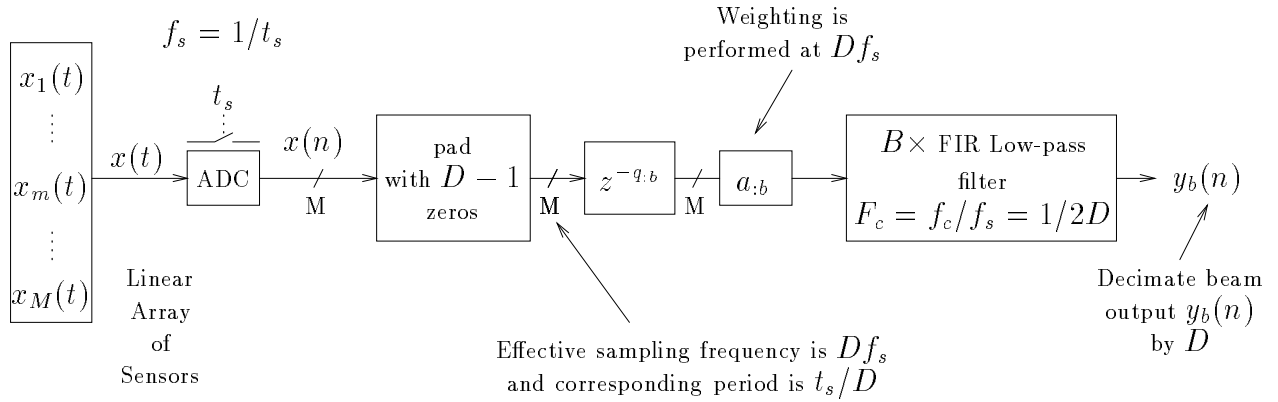 f_s = 1/t_s
Weighting is
performed at Df_s
x_1(t)
x_m(t)
x_M(t)
x(t)
t_s
ADC
x(n)
M
pad
with D − 1
zeros
M
z^{-q_{:b}}
M
a_{:b}
B× FIR Low-pass
filter
F_c = f_c/f_s = 1/2D
y_b(n)
Linear
Array
of
Sensors
Effective sampling frequency is Df_s
and corresponding period is t_s/D
Decimate beam
output y_b(n)
by D